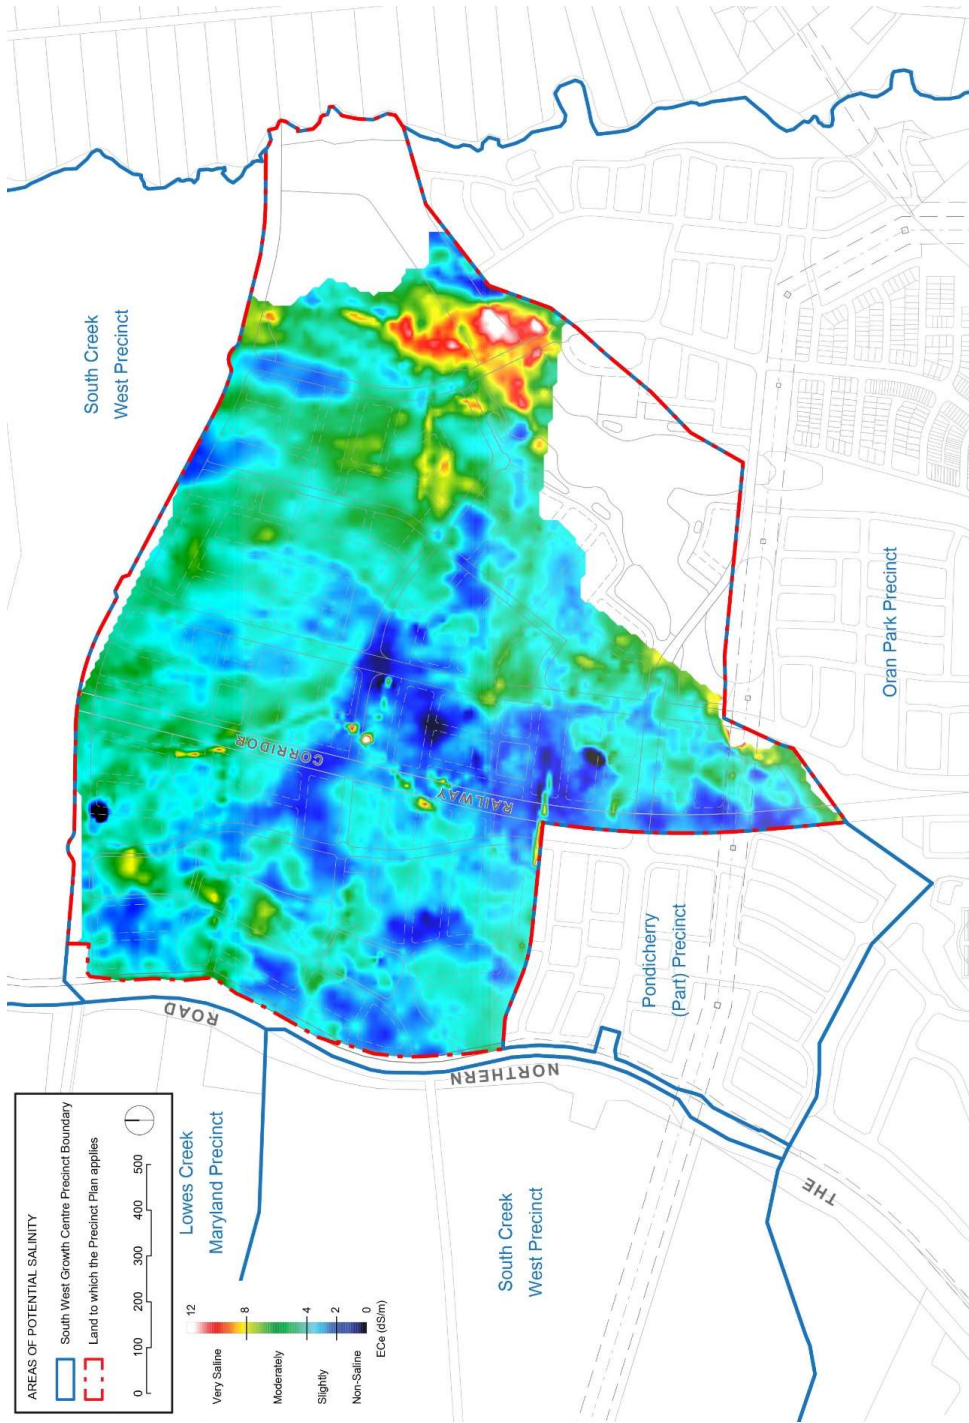 South Creek
West Precinct
CORRIDOR
RAILWAY
Oran Park Precinct
Pondicherry
(Part) Precinct
ROAD
NORTHERN
THE
AREAS OF POTENTIAL SALINITY
South West Growth Centre Precinct Boundary
Land to which the Precinct Plan applies
0 100 200 300 400 500
Lowes Creek
Maryland Precinct
South Creek
West Precinct
Very Saline
Moderately
Slightly
Non-Saline
12
8
4
2
0
ECe (dS/m)